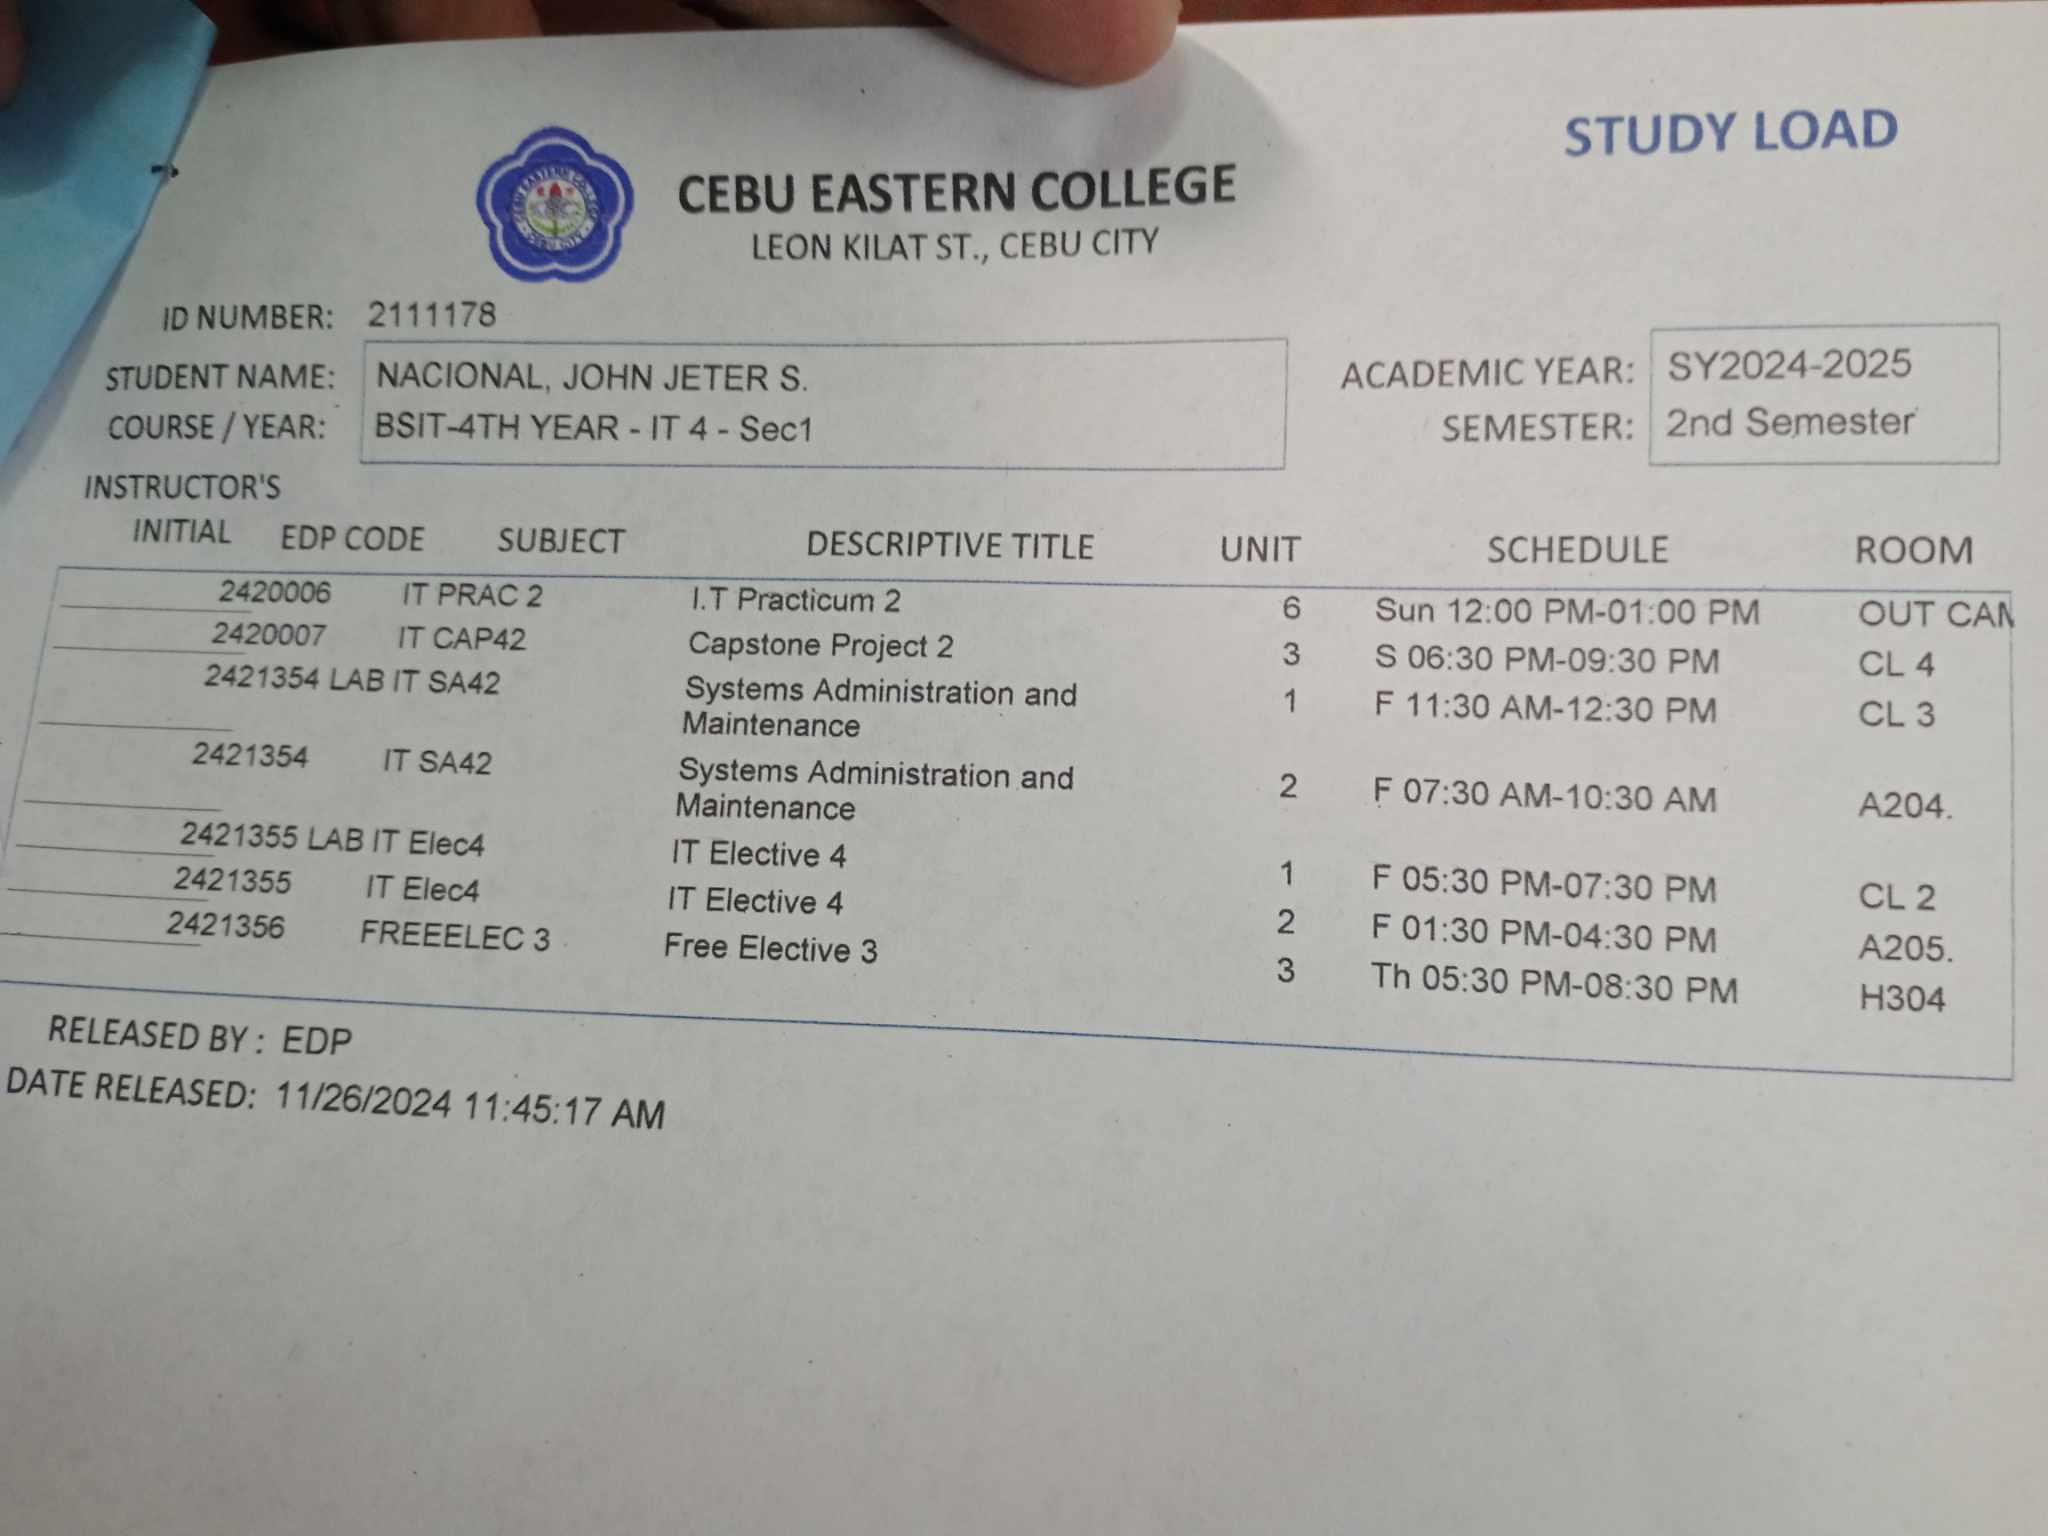 STUDY LOAD
CEBU EASTERN COLLEGE
LEON KILAT ST., CEBU CITY
CEBU EASTERN COLLEGE
CEBU CITY
ID NUMBER: 2111178
STUDENT NAME: NACIONAL, JOHN JETER S. ACADEMIC YEAR: SY2024-2025
COURSE / YEAR: BSIT-4TH YEAR - IT 4 - Sec1 SEMESTER: 2nd Semester
INSTRUCTOR'S
INITIAL EDP CODE SUBJECT DESCRIPTIVE TITLE UNIT SCHEDULE ROOM
2420006 IT PRAC 2 I.T Practicum 2 6 Sun 12:00 PM-01:00 PM OUT CAM
2420007 IT CAP42 Capstone Project 2 3 S 06:30 PM-09:30 PM CL 4
2421354 LAB IT SA42 Systems Administration and 1 F 11:30 AM-12:30 PM CL 3
Maintenance
2421354 IT SA42 Systems Administration and 2 F 07:30 AM-10:30 AM A204.
Maintenance
2421355 LAB IT Elec4 IT Elective 4 1 F 05:30 PM-07:30 PM CL 2
2421355 IT Elec4 IT Elective 4 2 F 01:30 PM-04:30 PM A205.
2421356 FREEELEC 3 Free Elective 3 3 Th 05:30 PM-08:30 PM H304
RELEASED BY : EDP
DATE RELEASED: 11/26/2024 11:45:17 AM